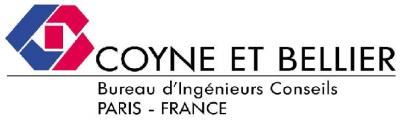 COYNE ET BELLIER
Bureau d'Ingénieurs Conseils
PARIS - FRANCE